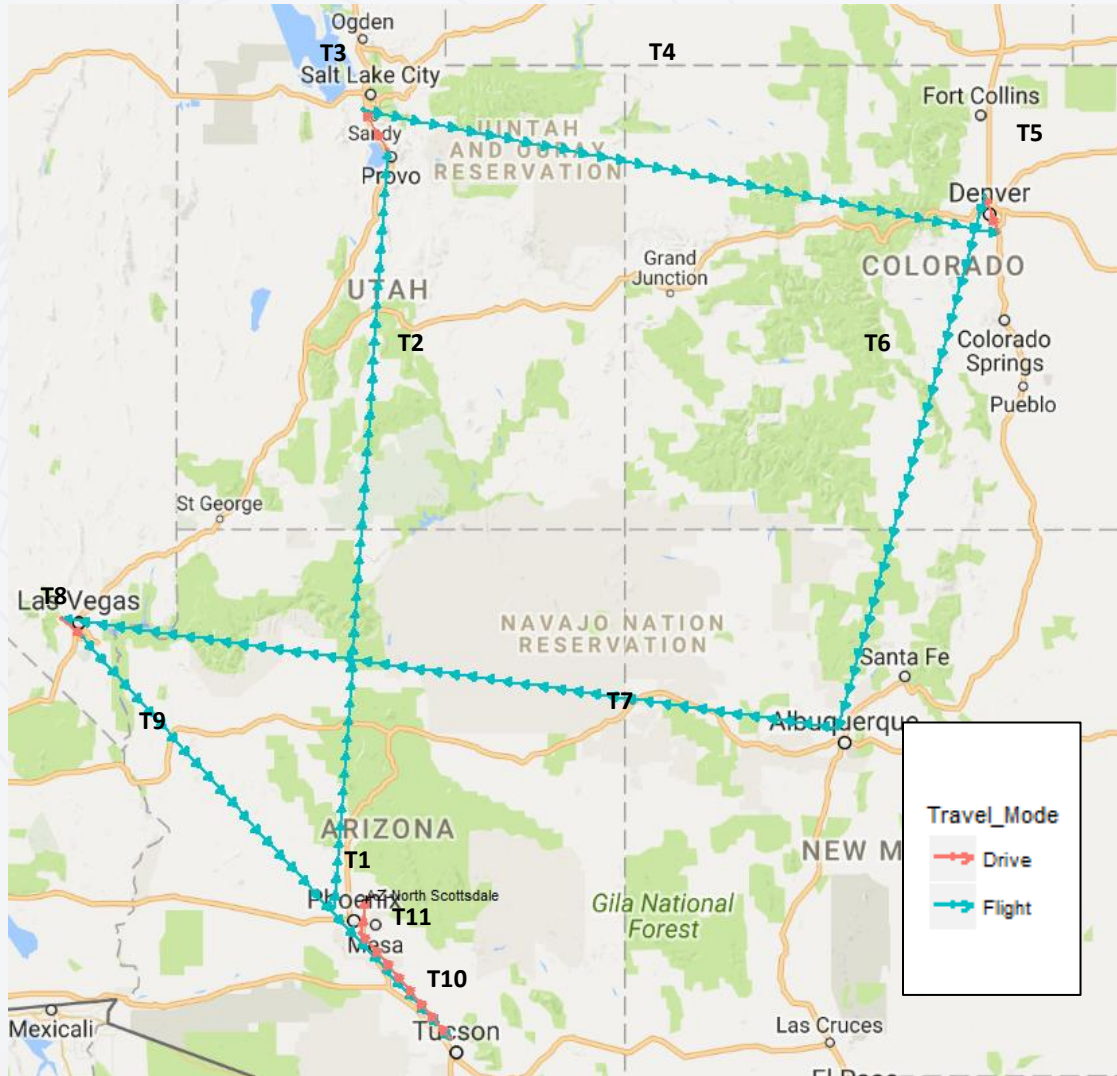 Ogden
T3
T4
Salt Lake City
Fort Collins
T5
Sandy
UINTAH
AND OURAY
RESERVATION
Provo
Denver
Grand
Junction
COLORADO
UTAH
T2
T6
Colorado
Springs
Pueblo
St George
T8
Las Vegas
NAVAJO NATION
RESERVATION
Santa Fe
T7
T9
Albuquerque
Travel_Mode
Drive
Flight
ARIZONA
T1
NEW M
AZ North Scottsdale
Phoenix
T11
Mesa
Gila National
Forest
T10
Tucson
Mexicali
Las Cruces
El Paso